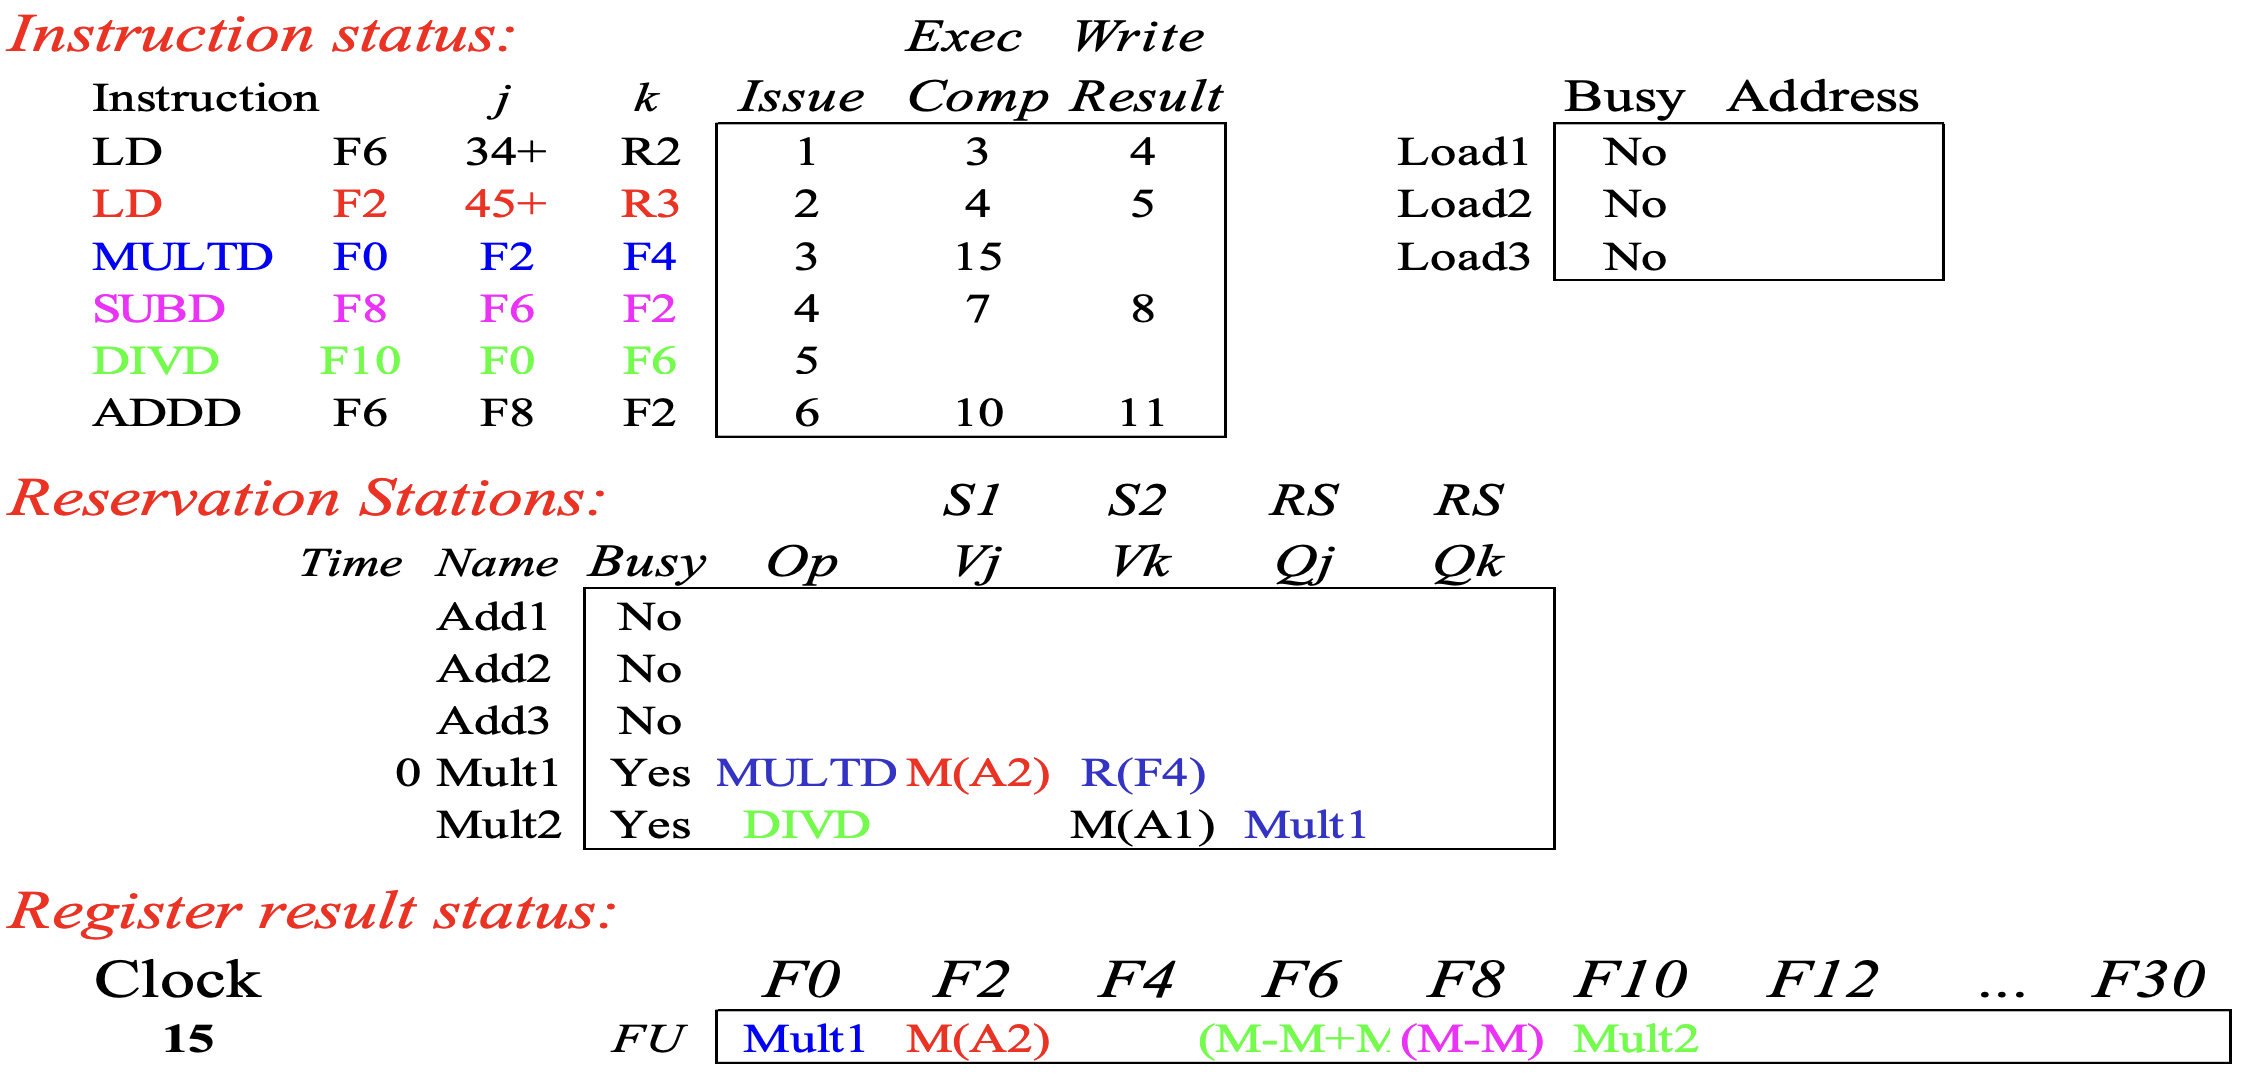 Instruction status: Exec Write
Instruction j k Issue Comp Result Busy Address
LD F6 34+ R2 1 3 4 Load1 No
LD F2 45+ R3 2 4 5 Load2 No
MULTD F0 F2 F4 3 15 Load3 No
SUBD F8 F6 F2 4 7 8
DIVD F10 F0 F6 5
ADDD F6 F8 F2 6 10 11
Reservation Stations: S1 S2 RS RS
Time Name Busy Op Vj Vk Qj Qk
Add1 No
Add2 No
Add3 No
0 Mult1 Yes MULTD M(A2) R(F4)
Mult2 Yes DIVD M(A1) Mult1
Register result status:
Clock F0 F2 F4 F6 F8 F10 F12 ... F30
15 FU Mult1 M(A2) (M-M+M (M-M) Mult2